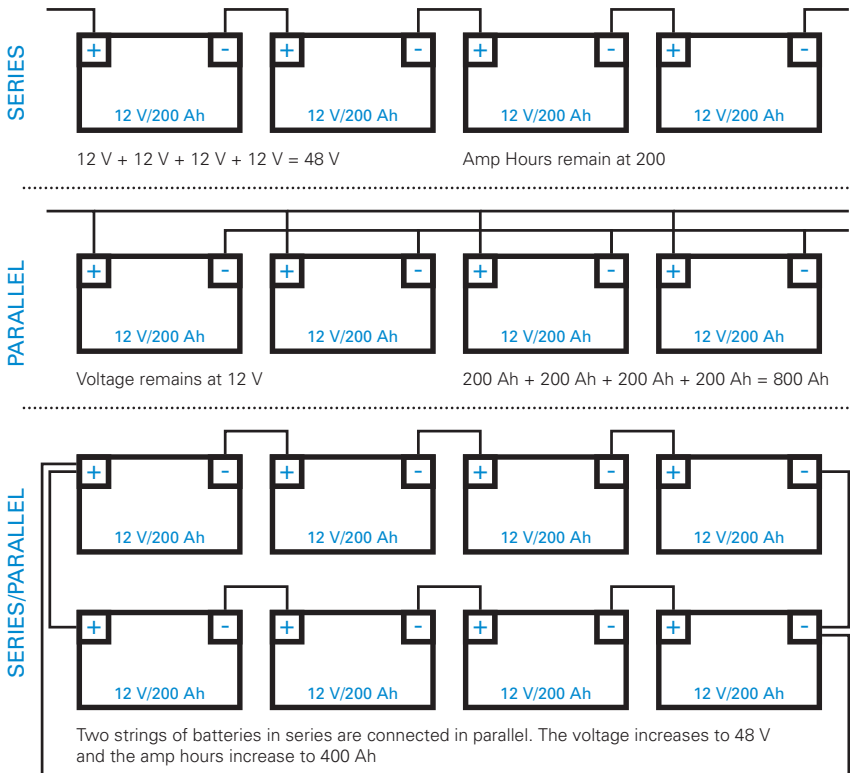 SERIES
+ - + - + - + -
12 V/200 Ah 12 V/200 Ah 12 V/200 Ah 12 V/200 Ah
12 V + 12 V + 12 V + 12 V = 48 V
Amp Hours remain at 200
PARALLEL
+ - + - + - + -
12 V/200 Ah 12 V/200 Ah 12 V/200 Ah 12 V/200 Ah
Voltage remains at 12 V
200 Ah + 200 Ah + 200 Ah + 200 Ah = 800 Ah
SERIES/PARALLEL
+ - + - + - + -
12 V/200 Ah 12 V/200 Ah 12 V/200 Ah 12 V/200 Ah
+ - + - + - + -
12 V/200 Ah 12 V/200 Ah 12 V/200 Ah 12 V/200 Ah
Two strings of batteries in series are connected in parallel. The voltage increases to 48 V
and the amp hours increase to 400 Ah